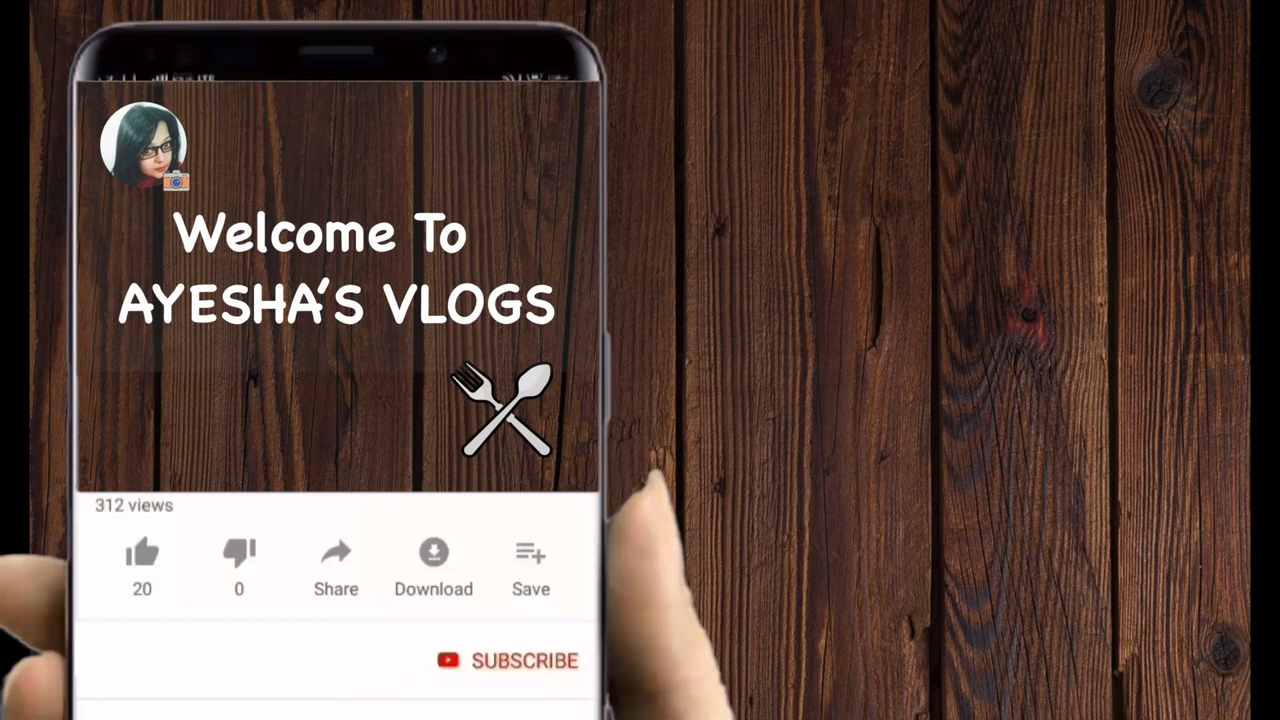 Welcome To
AYESHA'S VLOGS
312 views
20
0
Share
Download
Save
SUBSCRIBE